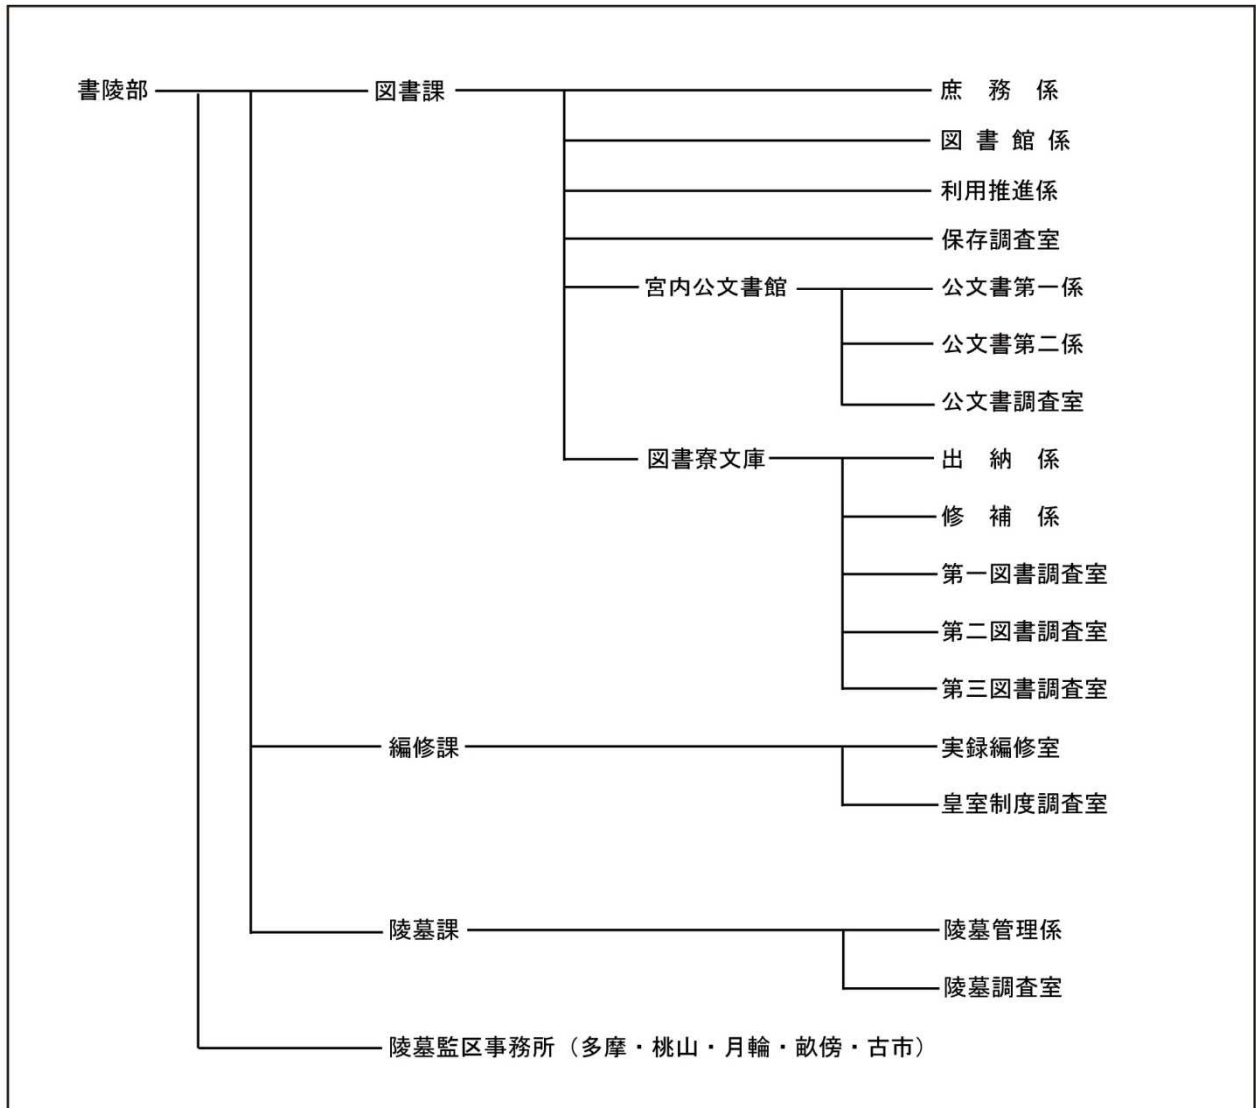 書陵部 図書課 庶務係
図書館係
利用推進係
保存調査室
宮内公文書館 公文書第一係
公文書第二係
公文書調査室
図書寮文庫 出納係
修補係
第一図書調査室
第二図書調査室
第三図書調査室
編修課 実録編修室
皇室制度調査室
陵墓課 陵墓管理係
陵墓調査室
陵墓監区事務所（多摩・桃山・月輪・畝傍・古市）